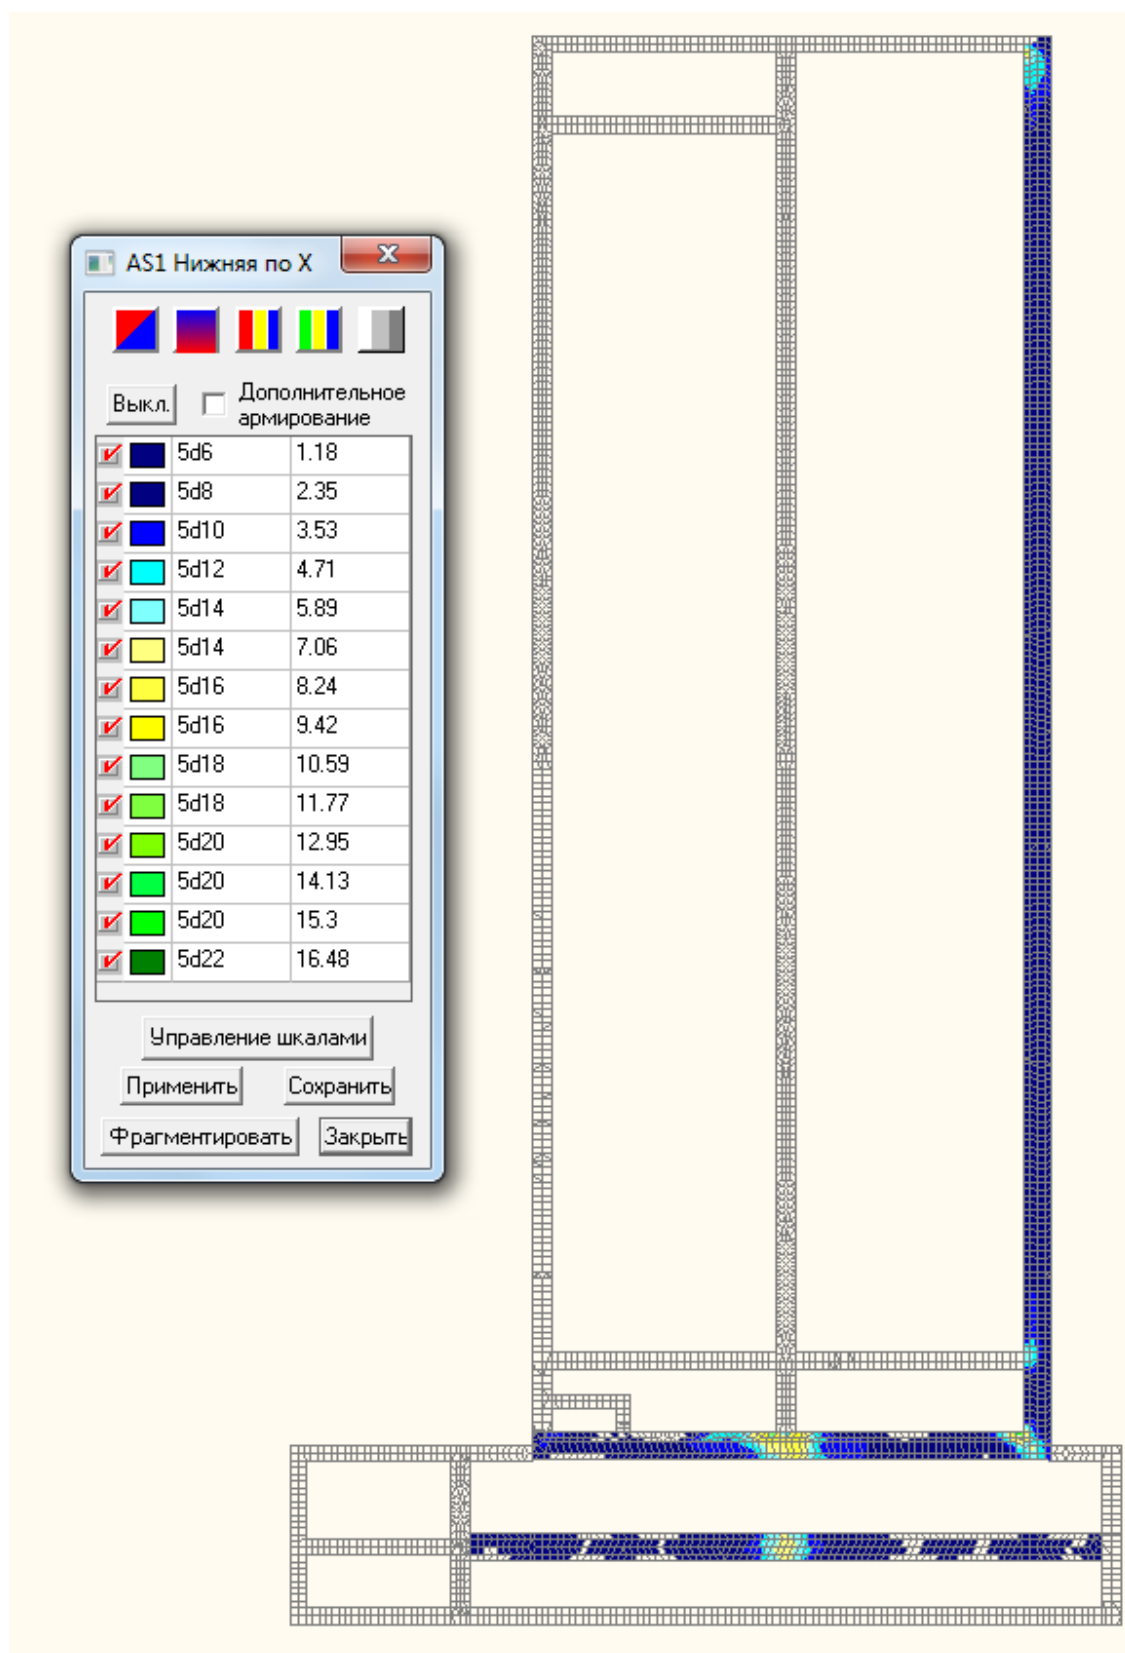 AS1 Нижняя по X
Выкл.
Дополнительное
армирование
5d6 1.18
5d8 2.35
5d10 3.53
5d12 4.71
5d14 5.89
5d14 7.06
5d16 8.24
5d16 9.42
5d18 10.59
5d18 11.77
5d20 12.95
5d20 14.13
5d20 15.3
5d22 16.48
Управление шкалами
Применить Сохранить
Фрагментировать Закрыть